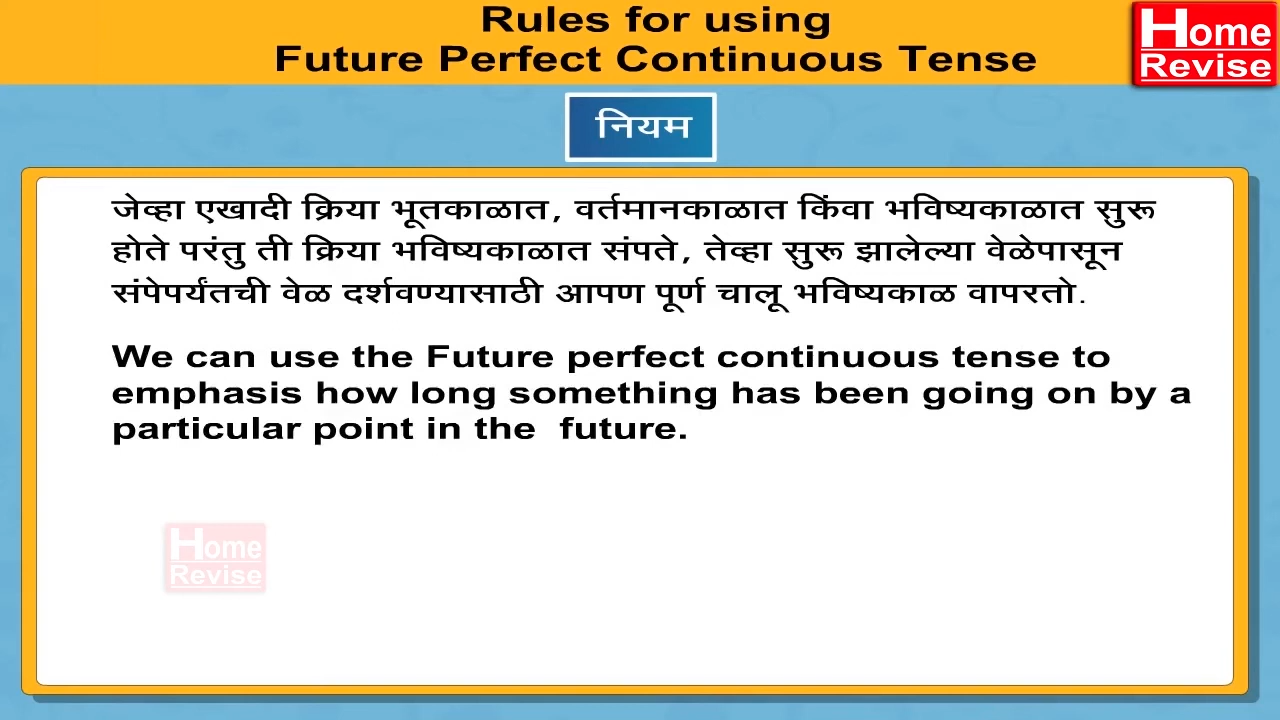 Rules for using
Future Perfect Continuous Tense
Home
Revise
नियम
जेव्हा एखादी क्रिया भूतकाळात, वर्तमानकाळात किंवा भविष्यकाळात सुरू
होते परंतु ती क्रिया भविष्यकाळात संपते, तेव्हा सुरू झालेल्या वेळेपासून
संपेपर्यंतची वेळ दर्शवण्यासाठी आपण पूर्ण चालू भविष्यकाळ वापरतो.
We can use the Future perfect continuous tense to
emphasis how long something has been going on by a
particular point in the future.
Home
Revise